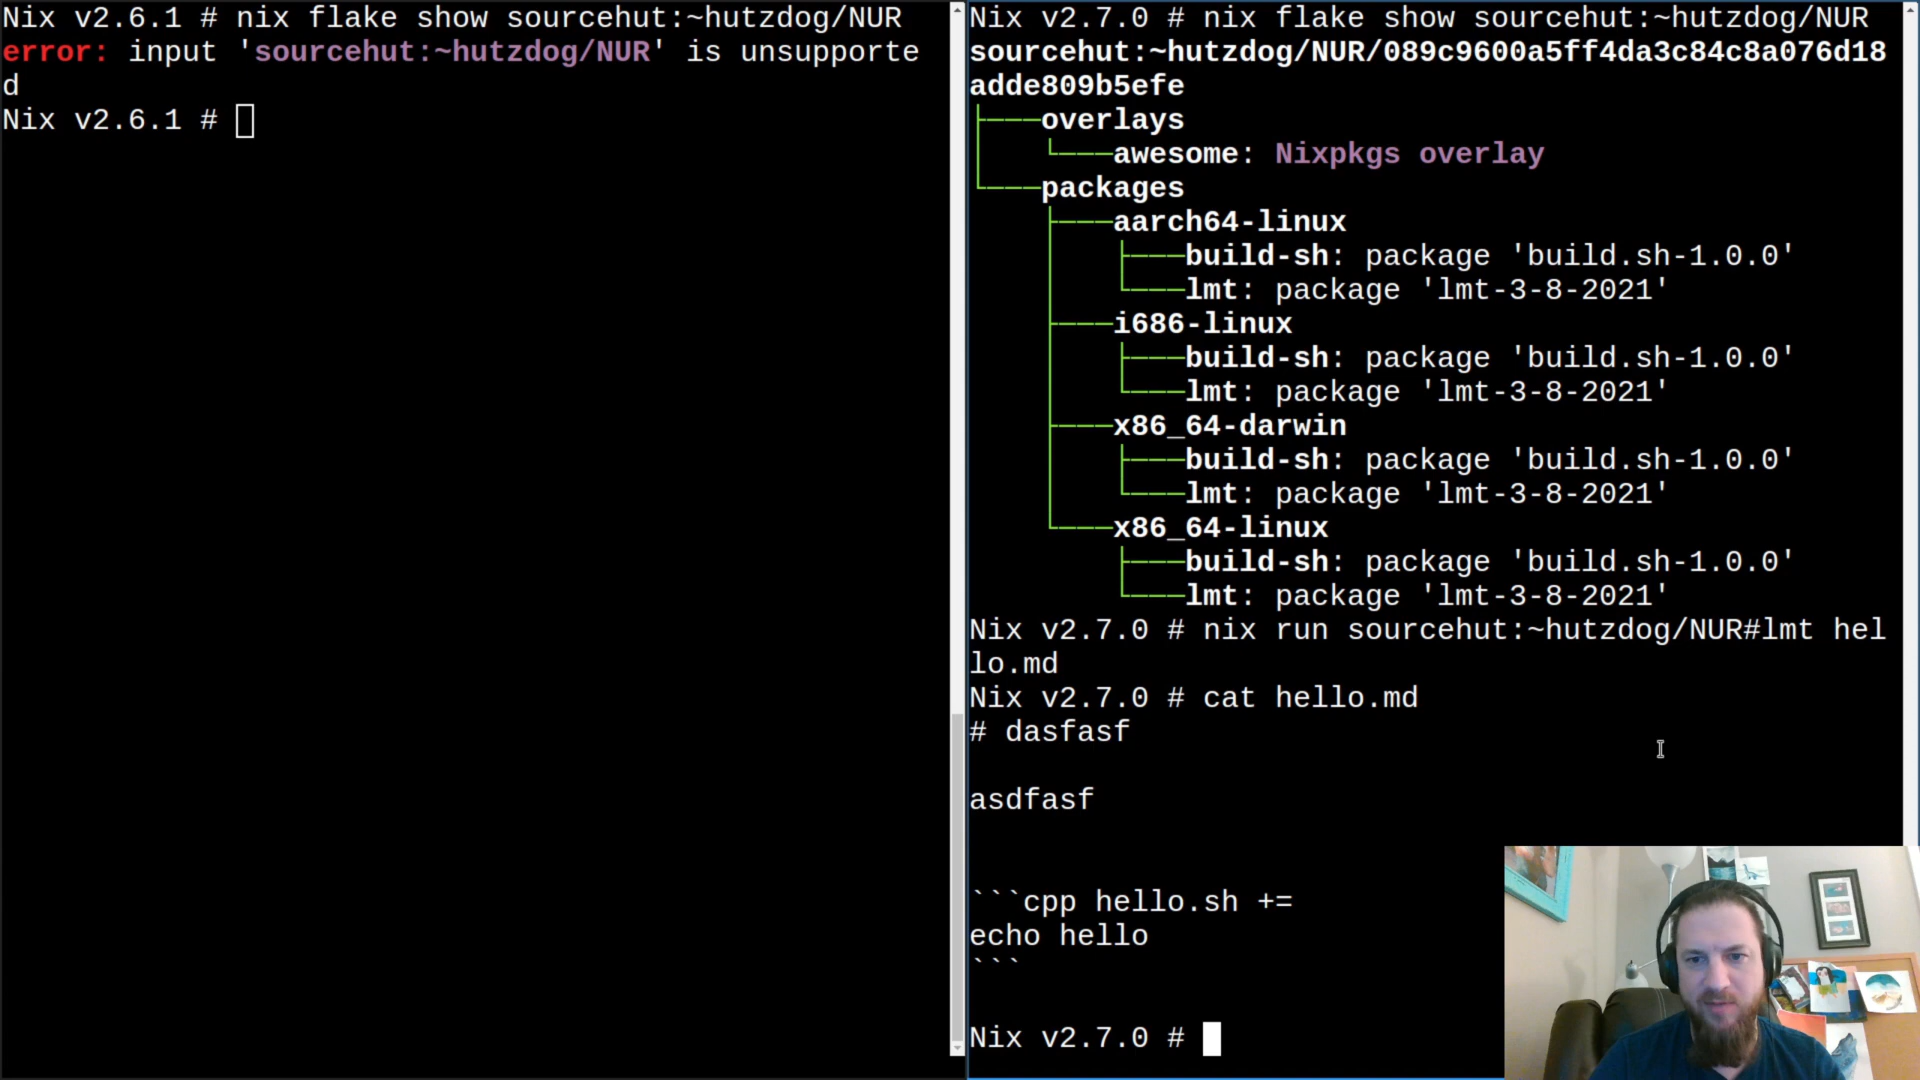 Nix v2.6.1 # nix flake show sourcehut:~hutzdog/NUR
error: input 'sourcehut:~hutzdog/NUR' is unsupporte
d
Nix v2.6.1 #
Nix v2.7.0 # nix flake show sourcehut:~hutzdog/NUR
sourcehut:~hutzdog/NUR/089c9600a5ff4da3c84c8a076d18
adde809b5efe
├───overlays
│   └───awesome: Nixpkgs overlay
└───packages
    ├───aarch64-linux
    │   ├───build-sh: package 'build.sh-1.0.0'
    │   └───lmt: package 'lmt-3-8-2021'
    ├───i686-linux
    │   ├───build-sh: package 'build.sh-1.0.0'
    │   └───lmt: package 'lmt-3-8-2021'
    ├───x86_64-darwin
    │   ├───build-sh: package 'build.sh-1.0.0'
    │   └───lmt: package 'lmt-3-8-2021'
    └───x86_64-linux
        ├───build-sh: package 'build.sh-1.0.0'
        └───lmt: package 'lmt-3-8-2021'
Nix v2.7.0 # nix run sourcehut:~hutzdog/NUR#lmt hel
lo.md
Nix v2.7.0 # cat hello.md
# dasfasf
asdfasf
```cpp hello.sh +=
echo hello
```
Nix v2.7.0 #